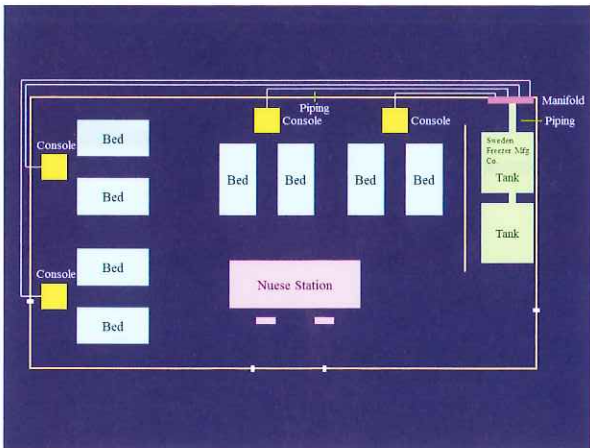 Manifold
Piping
Piping
Console
Console
Sweden
Freezer Mfg
Co.
Tank
Tank
Console
Bed
Bed
Bed
Bed
Bed
Bed
Console
Bed
Bed
Nuese Station